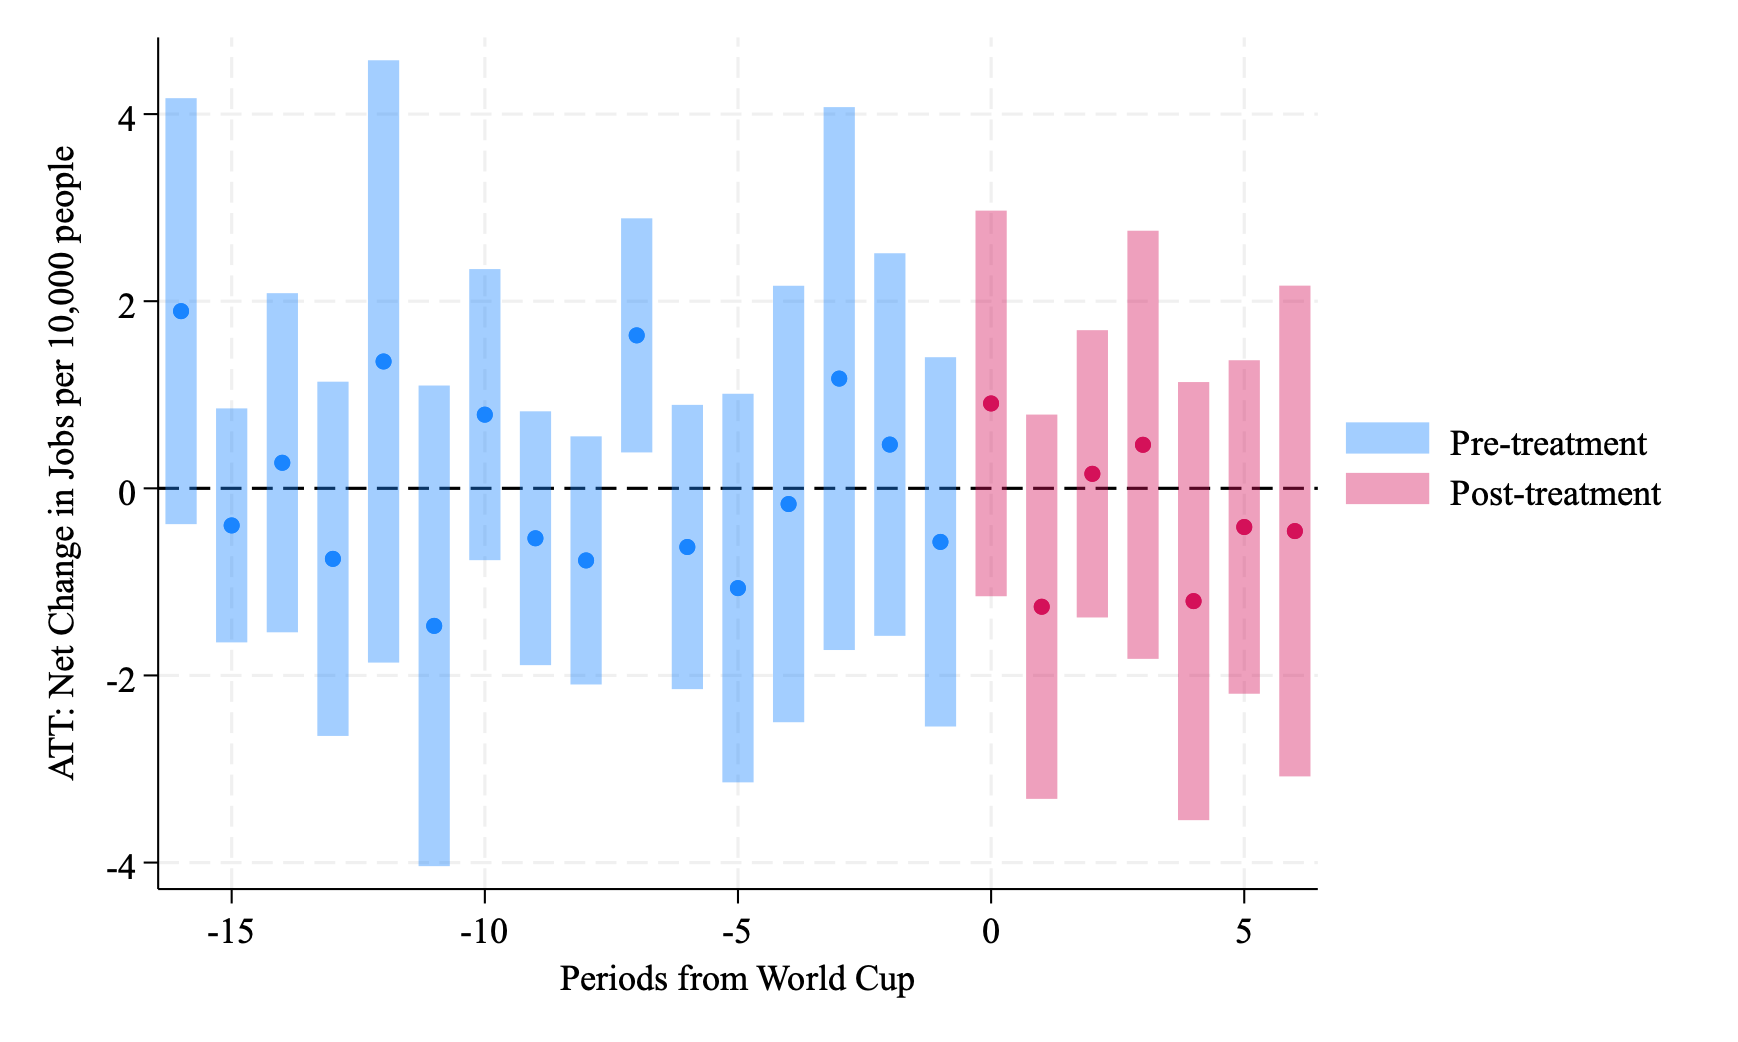 ATT: Net Change in Jobs per 10,000 people
4
2
0
-2
-4
-15
-10
-5
0
5
Periods from World Cup
Pre-treatment
Post-treatment